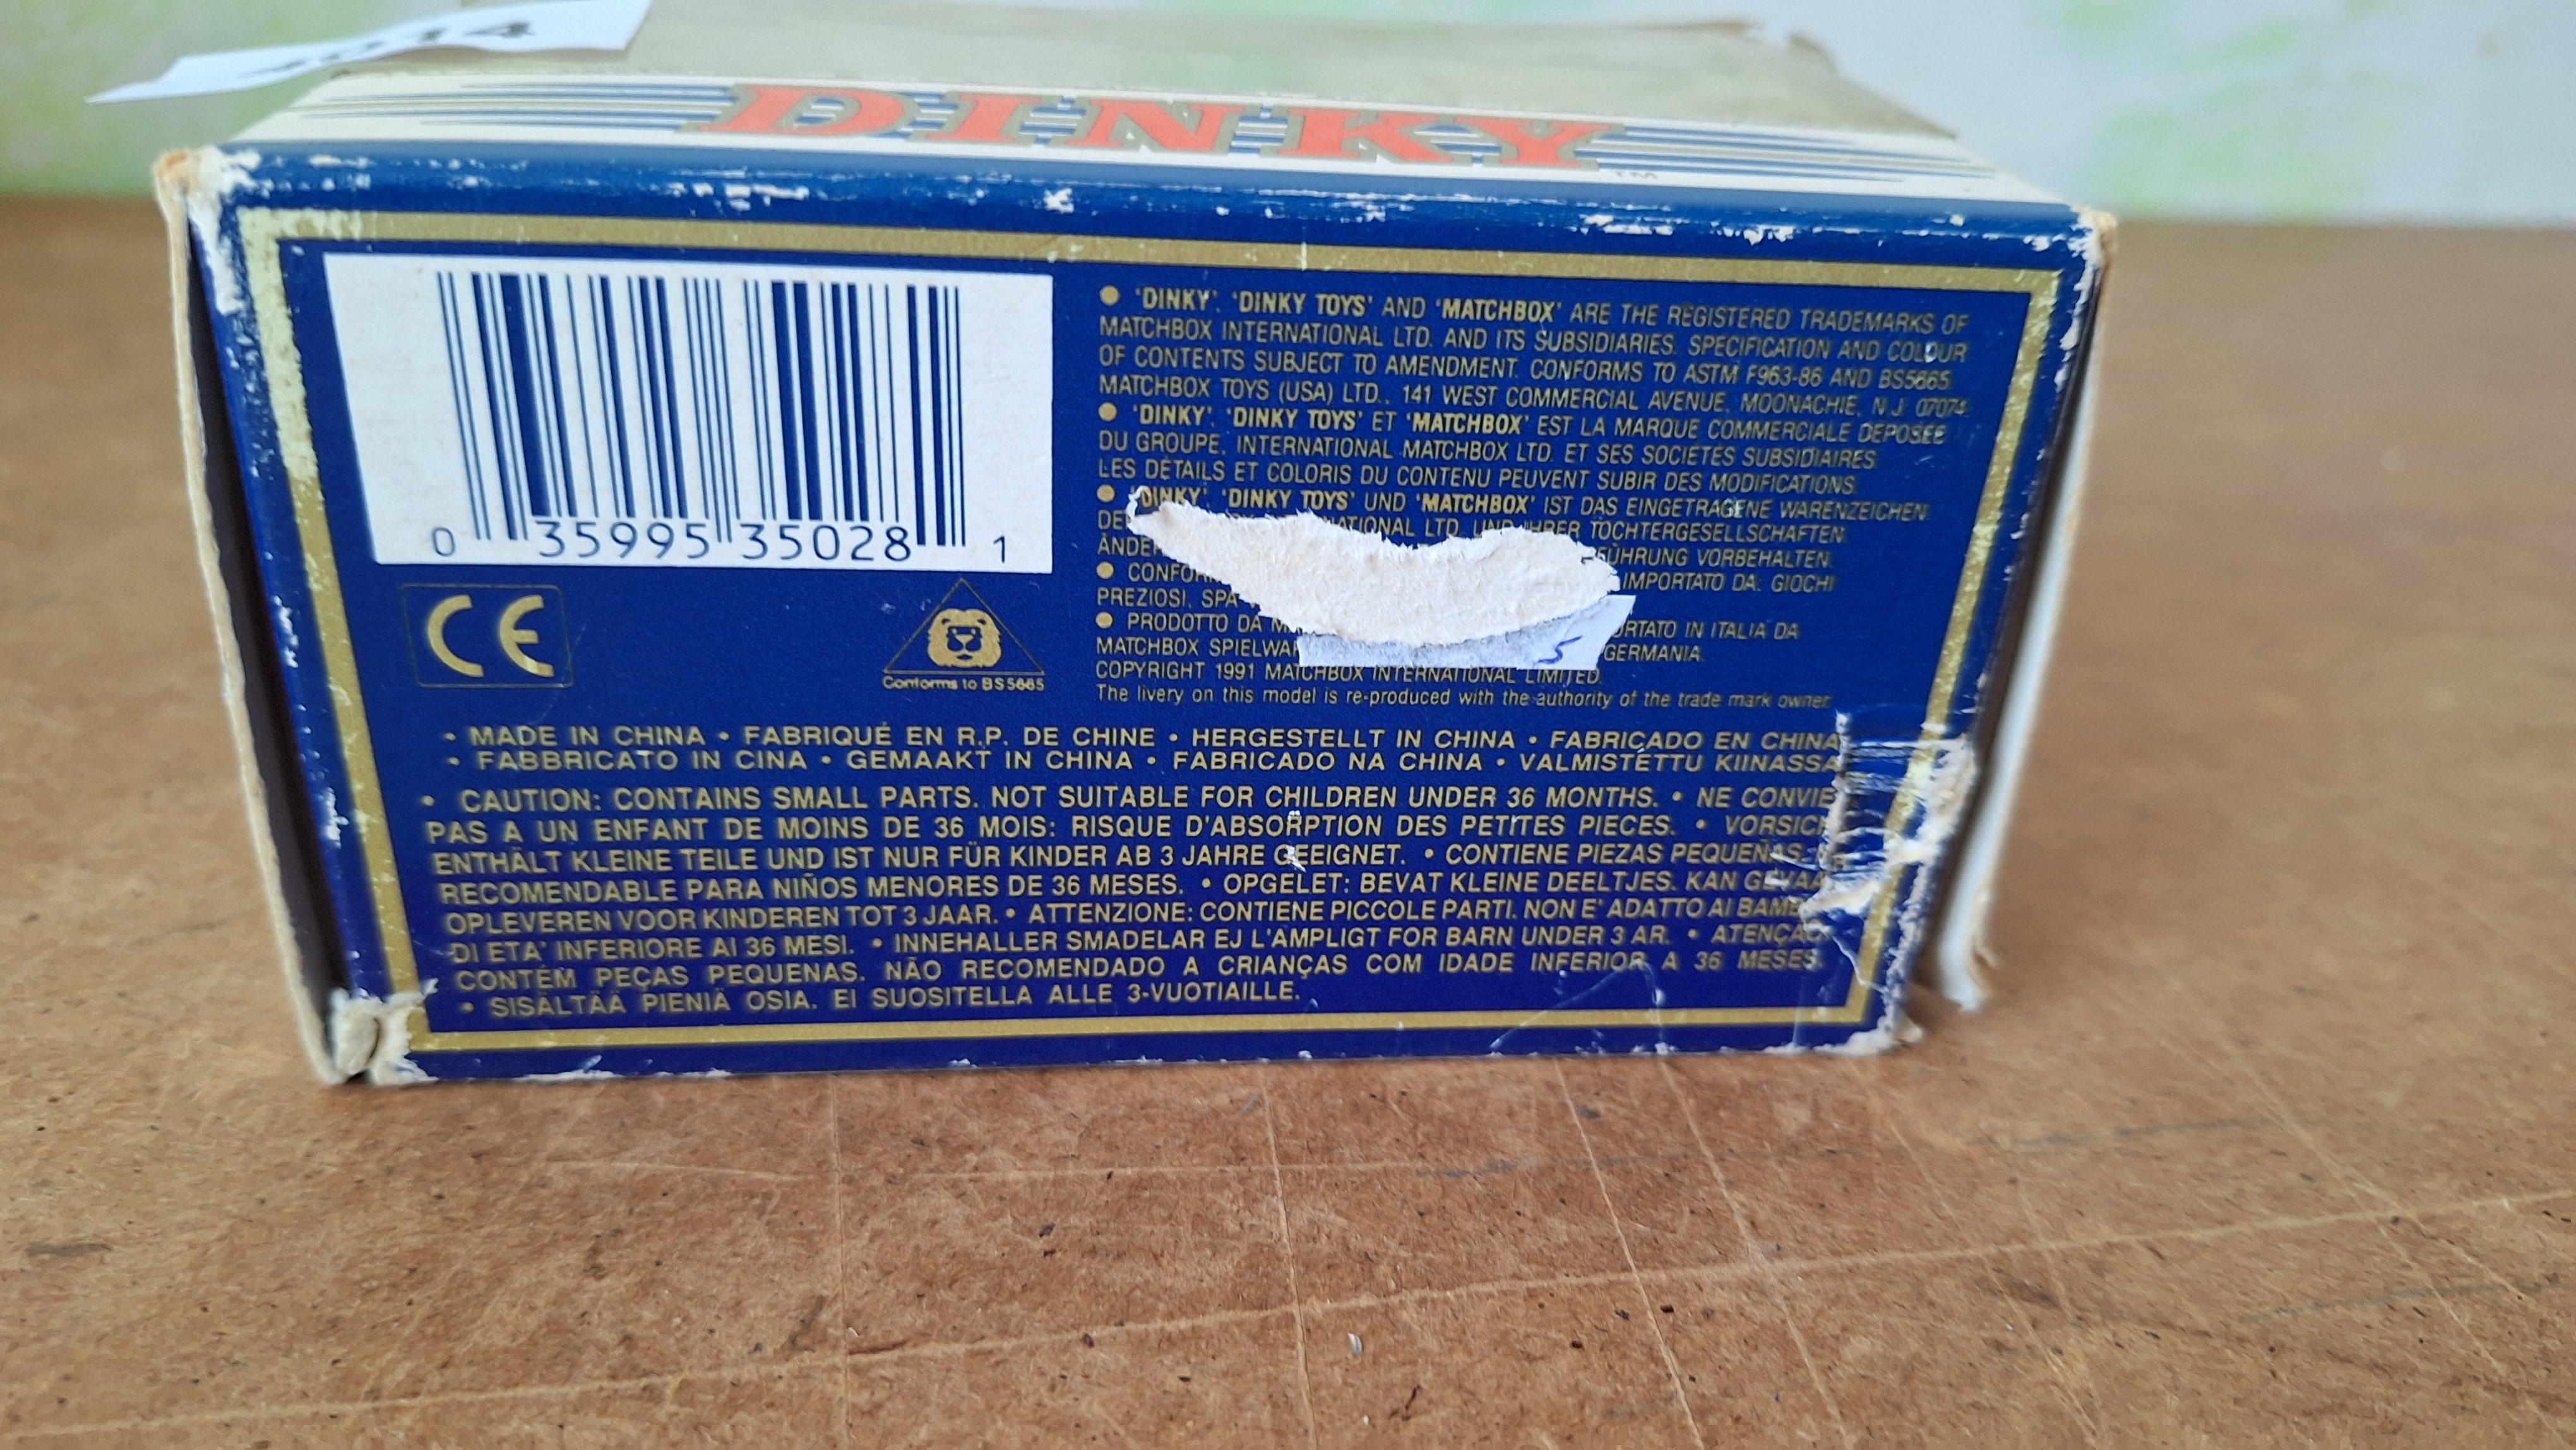 DINKY
TM
0 35995 35028 1
CE
Conforms to BS5665
• 'DINKY', 'DINKY TOYS' AND 'MATCHBOX' ARE THE REGISTERED TRADEMARKS OF
MATCHBOX INTERNATIONAL LTD. AND ITS SUBSIDIARIES. SPECIFICATION AND COLOUR
OF CONTENTS SUBJECT TO AMENDMENT. CONFORMS TO ASTM F963-86 AND BS5665.
MATCHBOX TOYS (USA) LTD., 141 WEST COMMERCIAL AVENUE, MOONACHIE, N.J. 07074.
• 'DINKY', 'DINKY TOYS' ET 'MATCHBOX' EST LA MARQUE COMMERCIALE DEPOSÉE
DU GROUPE, INTERNATIONAL MATCHBOX LTD. ET SES SOCIETES SUBSIDIAIRES.
LES DÉTAILS ET COLORIS DU CONTENU PEUVENT SUBIR DES MODIFICATIONS.
• 'DINKY', 'DINKY TOYS' UND 'MATCHBOX' IST DAS EINGETRAGENE WARENZEICHEN
LTD. UND IHRER TOCHTERGESELLSCHAFTEN.
VORBEHALTEN.
• IMPORTATO DA: GIOCHI
PREZIOSI, SPA
• PRODOTTO DA IN ITALIA DA
MATCHBOX GERMANIA.
COPYRIGHT 1991 MATCHBOX INTERNATIONAL LIMITED.
The livery on this model is re-produced with the authority of the trade mark owner.
• MADE IN CHINA • FABRIQUÉ EN R.P. DE CHINE • HERGESTELLT IN CHINA • FABRICADO EN CHINA
• FABBRICATO IN CINA • GEMAAKT IN CHINA • FABRICADO NA CHINA • VALMISTETTU KIINASSA
• CAUTION: CONTAINS SMALL PARTS. NOT SUITABLE FOR CHILDREN UNDER 36 MONTHS. • NE
PAS A UN ENFANT DE MOINS DE 36 MOIS: RISQUE D'ABSORPTION DES PETITES PIECES. •
ENTHÄLT KLEINE TEILE UND IST NUR FÜR KINDER AB 3 JAHRE GEEIGNET. • CONTIENE PIEZAS PEQUEÑAS
RECOMENDABLE PARA NIÑOS MENORES DE 36 MESES. • OPGELET: BEVAT KLEINE DEELTJES. KAN
OPLEVEREN VOOR KINDEREN TOT 3 JAAR. • ATTENZIONE: CONTIENE PICCOLE PARTI. NON E' ADATTO AI
DI ETA' INFERIORE AI 36 MESI. • INNEHALLER SMADELAR EJ L'AMPLIGT FOR BARN UNDER 3 AR. •
CONTÉM PEÇAS PEQUENAS. NÃO RECOMENDADO A CRIANÇAS COM IDADE INFERIOR A 36 MESES.
• SISÄLTÄÄ PIENIÄ OSIA. EI SUOSITELLA ALLE 3-VUOTIAILLE.